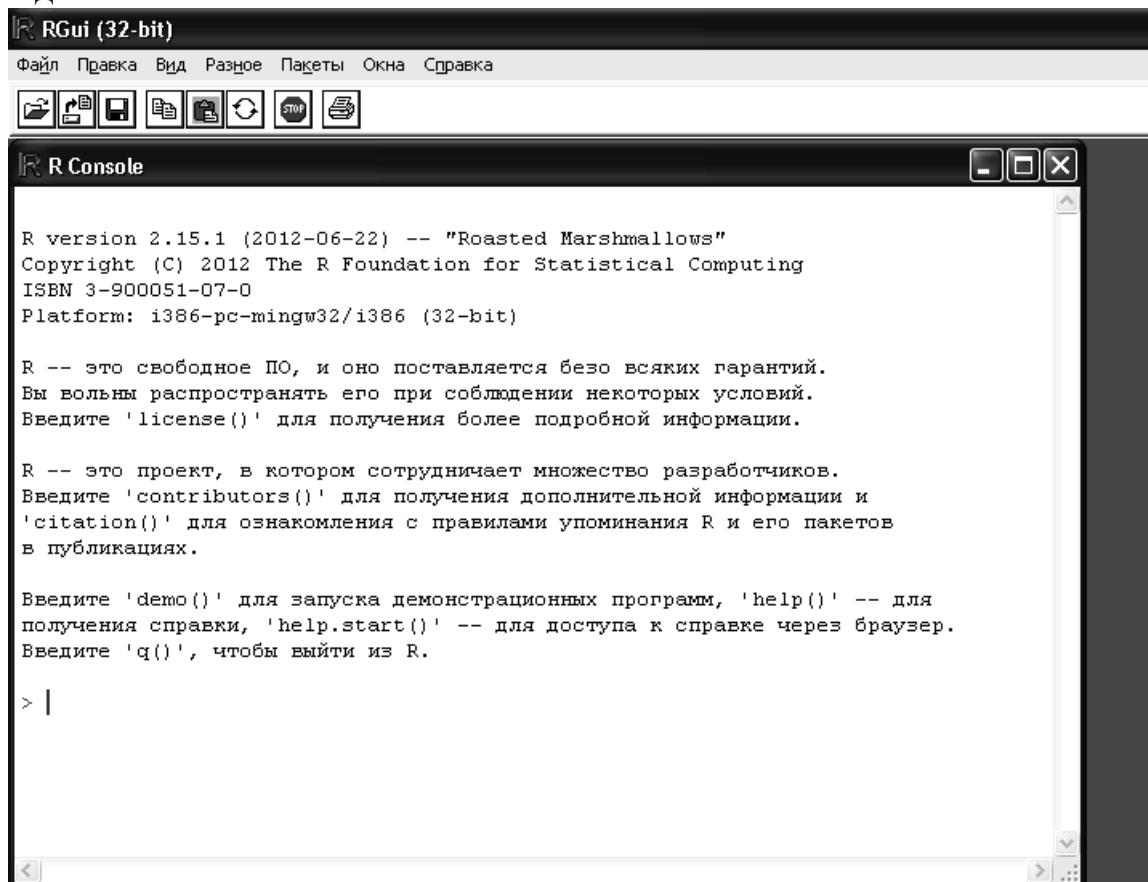 RGui (32-bit)
Файл Правка Вид Разное Пакеты Окна Справка
STOP
R Console
R version 2.15.1 (2012-06-22) -- "Roasted Marshmallows"
Copyright (C) 2012 The R Foundation for Statistical Computing
ISBN 3-900051-07-0
Platform: i386-pc-mingw32/i386 (32-bit)
R -- это свободное ПО, и оно поставляется безо всяких гарантий.
Вы вольны распространять его при соблюдении некоторых условий.
Введите 'license()' для получения более подробной информации.
R -- это проект, в котором сотрудничает множество разработчиков.
Введите 'contributors()' для получения дополнительной информации и
'citation()' для ознакомления с правилами упоминания R и его пакетов
в публикациях.
Введите 'demo()' для запуска демонстрационных программ, 'help()' -- для
получения справки, 'help.start()' -- для доступа к справке через браузер.
Введите 'q()', чтобы выйти из R.
>